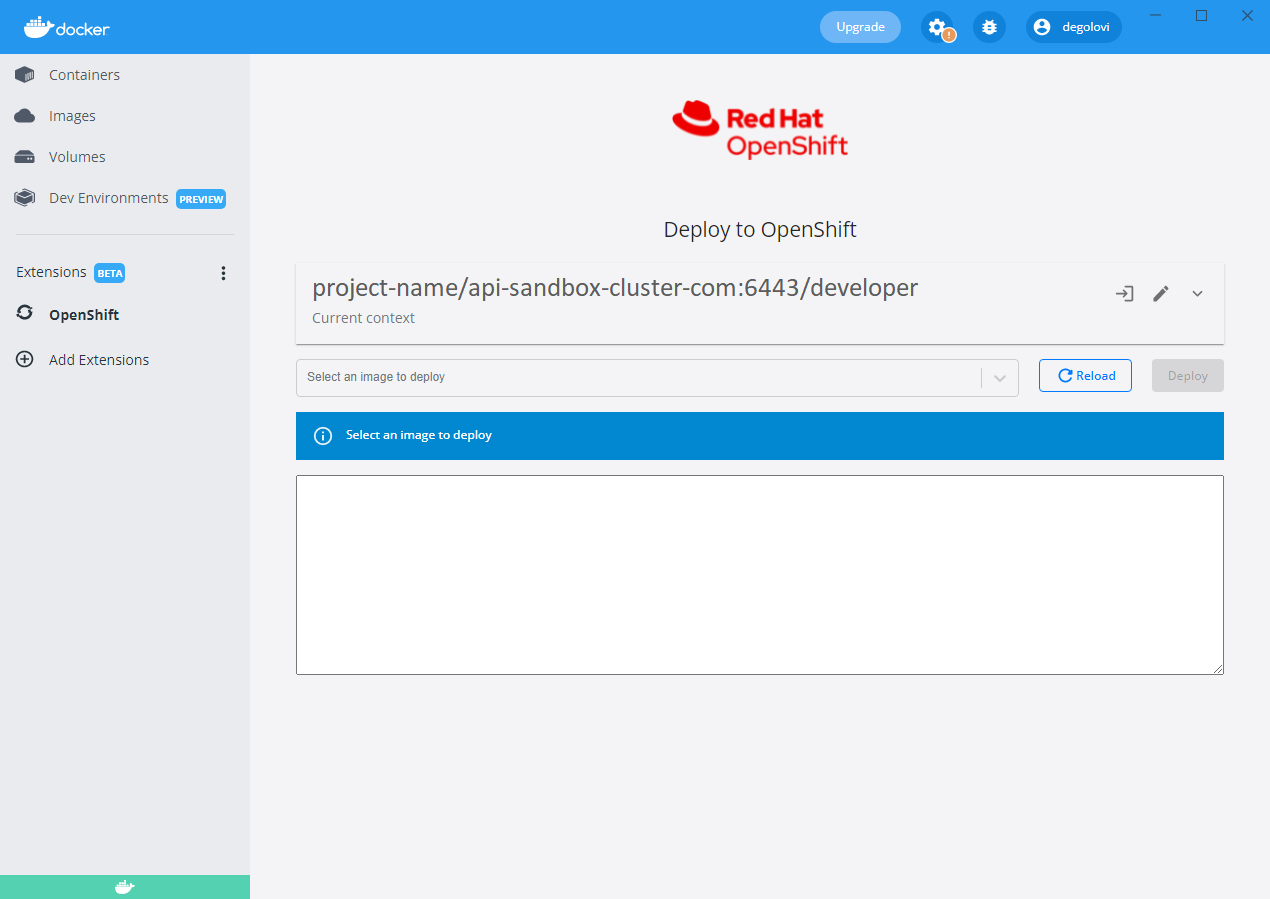 docker
Upgrade
degolovi
Containers
Images
Volumes
Dev Environments PREVIEW
Extensions BETA
OpenShift
Add Extensions
Red Hat
OpenShift
Deploy to OpenShift
project-name/api-sandbox-cluster-com:6443/developer
Current context
Select an image to deploy
Reload
Deploy
Select an image to deploy